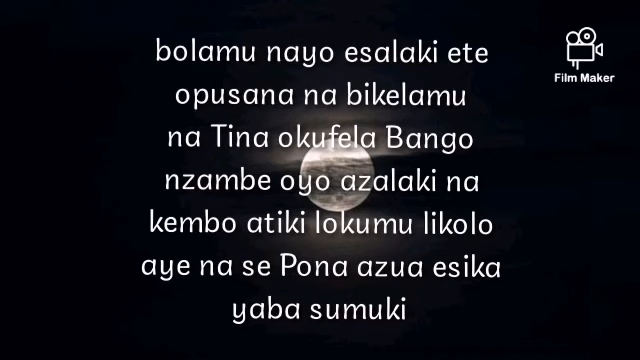 bolamu nayo esalaki ete
opusana na bikelamu
na Tina okufela Bango
nzambe oyo azalaki na
kembo atiki lokumu likolo
aye na se Pona azua esika
yaba sumuki
Film Maker